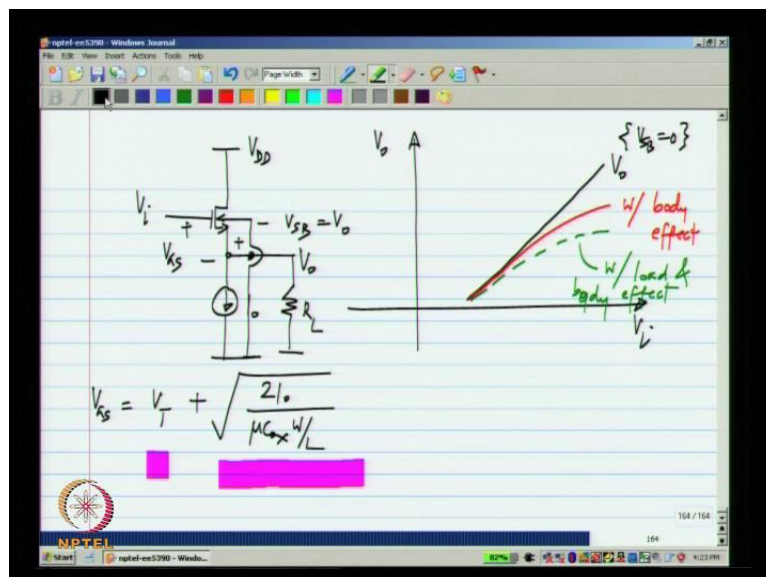 nptel-ee5390 - Windows Journal
File Edit View Insert Actions Tools Help
Page Width
B I
V_DD
V_i
+
- V_SB = V_o
V_GS -
+
V_o
I_o
R_L
V_GS = V_T + √(2I_o / μC_ox W/L)
V_o
{V_SB=0}
V_o
w/ body
effect
w/ load &
body effect
V_i
164 / 164
164
NPTEL
Start
nptel-ee5390 - Windo...
82%
4:23 PM